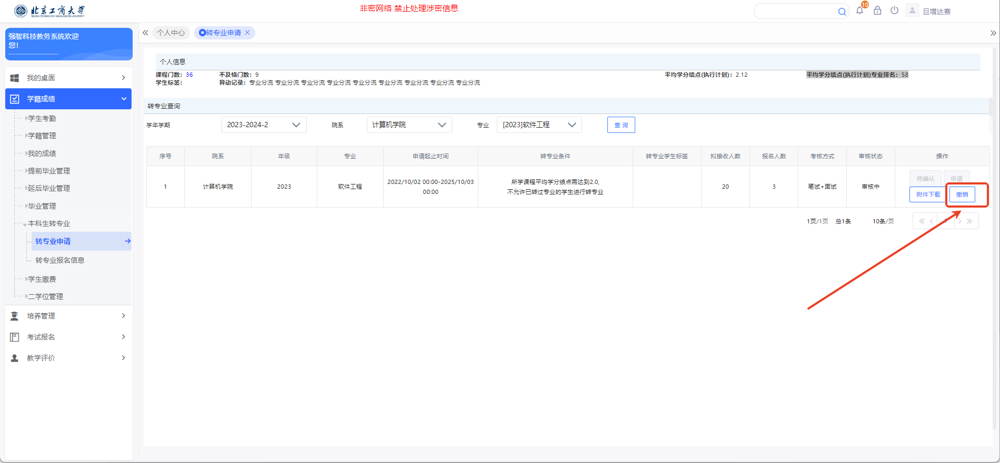 北京工商大学
BEIJING TECHNOLOGY AND BUSINESS UNIVERSITY
非密网络 禁止处理涉密信息
10
旦增达赛
强智科技教务系统欢迎
您!
个人中心
转专业申请
我的桌面
学籍成绩
学生考勤
学籍管理
我的成绩
提前毕业管理
延后毕业管理
毕业管理
本科生转专业
转专业申请
转专业报名信息
学生缴费
二学位管理
培养管理
考试报名
教学评价
个人信息
课程门数: 36 不及格门数: 9 平均学分绩点(执行计划): 2.12 平均学分绩点(执行计划)专业排名: 58
学生标签: 异动记录: 专业分流 专业分流 专业分流 专业分流 专业分流 专业分流 专业分流 专业分流 专业分流
转专业查询
学年学期 2023-2024-2 院系 计算机学院 专业 [2023]软件工程 查 询
序号 院系 年级 专业 申请起止时间 转专业条件 转专业学生标签 拟接收人数 报名人数 考核方式 审核状态 操作
1 计算机学院 2023 软件工程 2022/10/02 00:00-2025/10/03 00:00 所学课程平均学分绩点需达到2.0, 不允许已转过专业的学生进行转专业 20 3 笔试+面试 审核中
待确认 申请
附件下载 撤销
1页/1页 总1条 10条/页